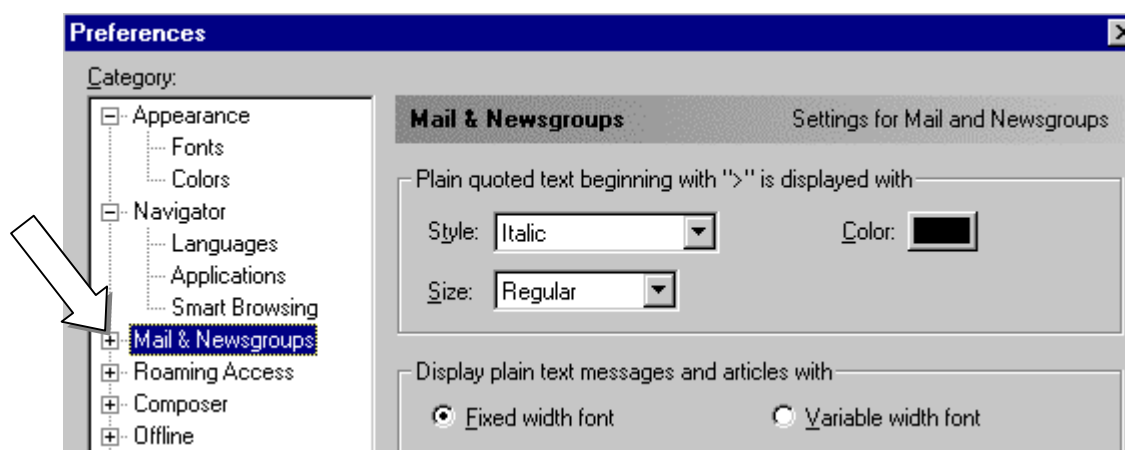 Preferences
Category:
Appearance
Fonts
Colors
Navigator
Languages
Applications
Smart Browsing
Mail & Newsgroups
Roaming Access
Composer
Offline
Mail & Newsgroups Settings for Mail and Newsgroups
Plain quoted text beginning with ">" is displayed with
Style: Italic Color:
Size: Regular
Display plain text messages and articles with
Fixed width font Variable width font